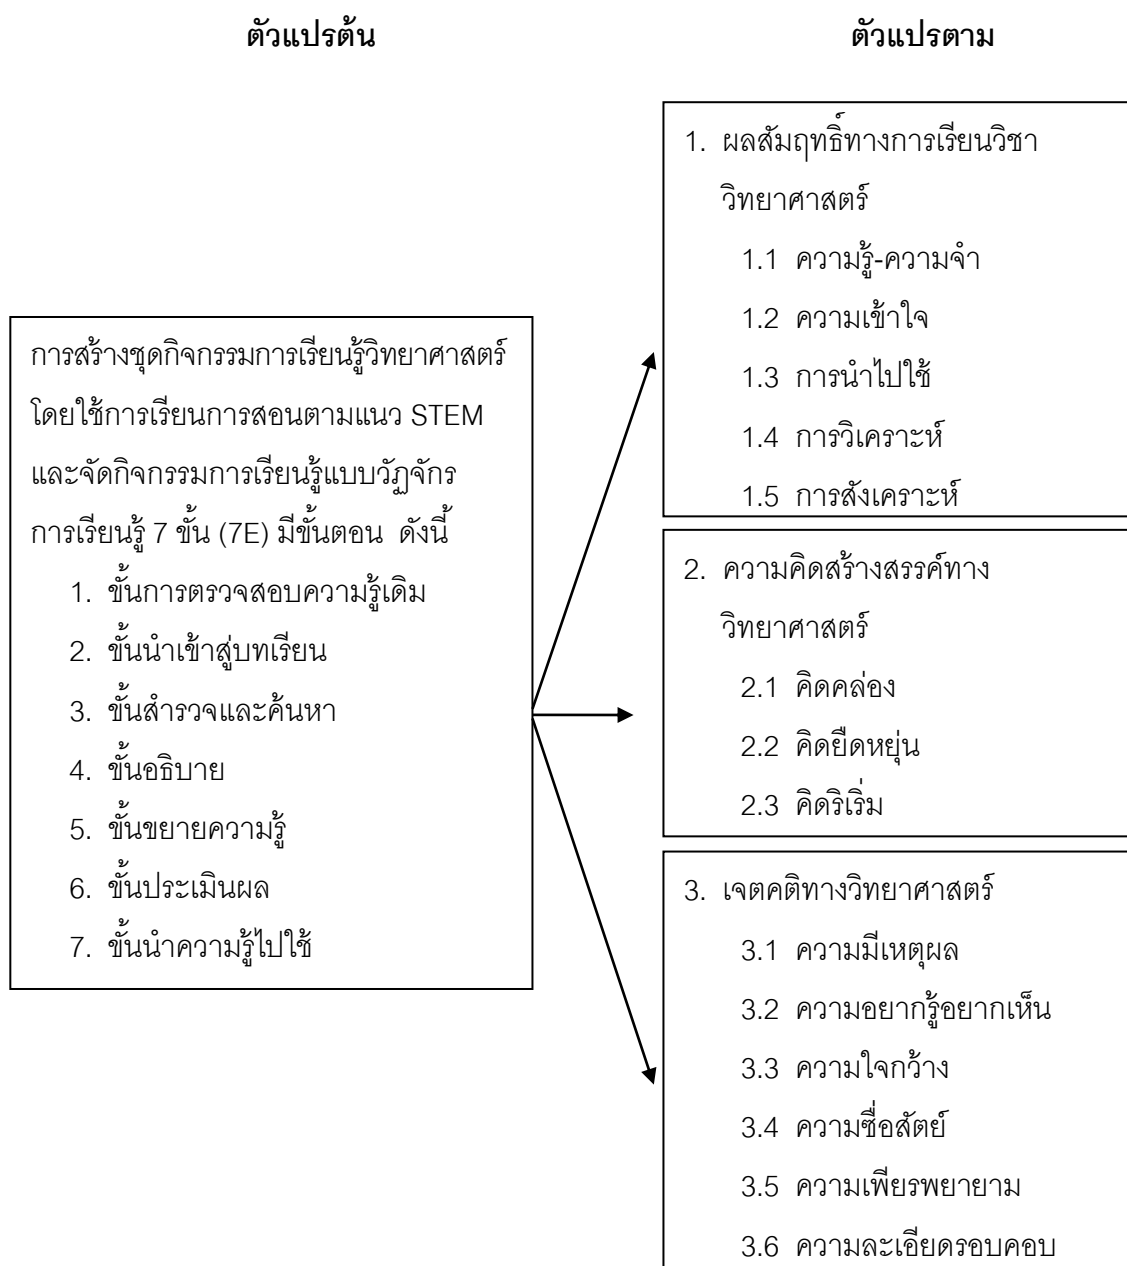 ตัวแปรต้น
ตัวแปรตาม
การสร้างชุดกิจกรรมการเรียนรู้วิทยาศาสตร์
โดยใช้การเรียนการสอนตามแนว STEM
และจัดกิจกรรมการเรียนรู้แบบวัฏจักร
การเรียนรู้ 7 ขั้น (7E) มีขั้นตอน ดังนี้
1. ขั้นการตรวจสอบความรู้เดิม
2. ขั้นนำเข้าสู่บทเรียน
3. ขั้นสำรวจและค้นหา
4. ขั้นอธิบาย
5. ขั้นขยายความรู้
6. ขั้นประเมินผล
7. ขั้นนำความรู้ไปใช้
1. ผลสัมฤทธิ์ทางการเรียนวิชา
วิทยาศาสตร์
1.1 ความรู้-ความจำ
1.2 ความเข้าใจ
1.3 การนำไปใช้
1.4 การวิเคราะห์
1.5 การสังเคราะห์
2. ความคิดสร้างสรรค์ทาง
วิทยาศาสตร์
2.1 คิดคล่อง
2.2 คิดยืดหยุ่น
2.3 คิดริเริ่ม
3. เจตคติทางวิทยาศาสตร์
3.1 ความมีเหตุผล
3.2 ความอยากรู้อยากเห็น
3.3 ความใจกว้าง
3.4 ความซื่อสัตย์
3.5 ความเพียรพยายาม
3.6 ความละเอียดรอบคอบ